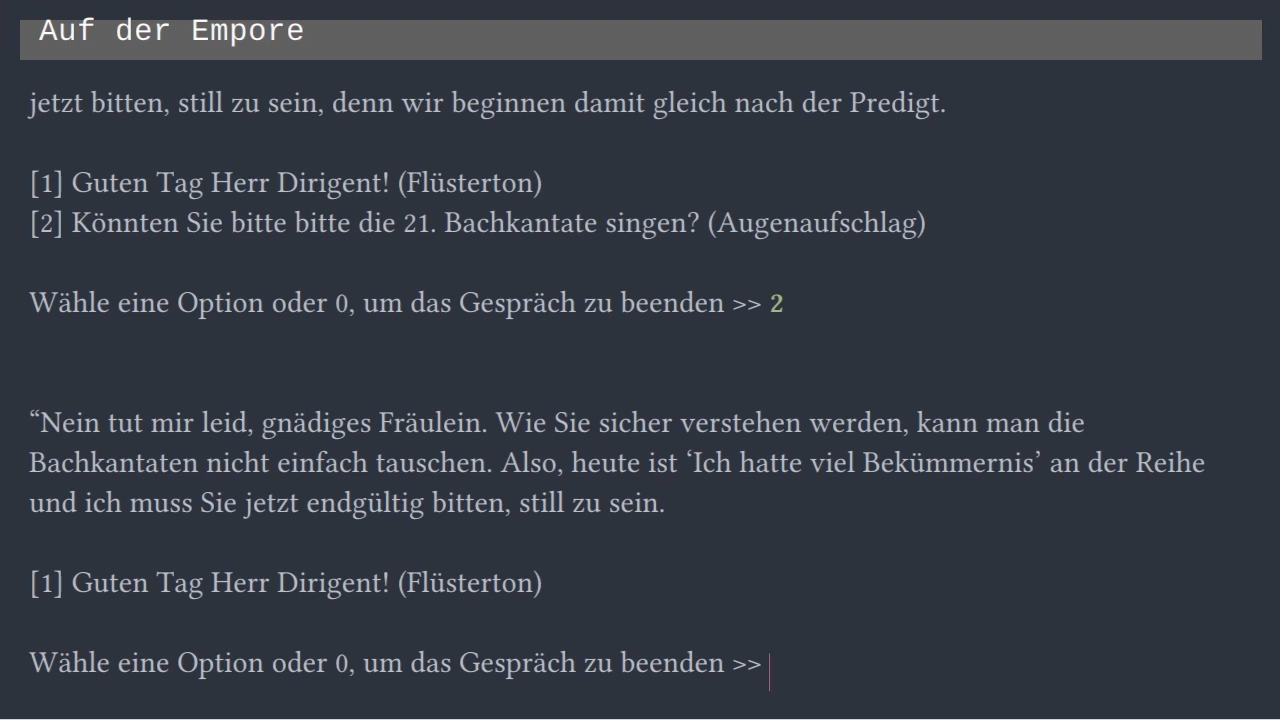 Auf der Empore
jetzt bitten, still zu sein, denn wir beginnen damit gleich nach der Predigt.
[1] Guten Tag Herr Dirigent! (Flüsterton)
[2] Könnten Sie bitte bitte die 21. Bachkantate singen? (Augenaufschlag)
Wähle eine Option oder 0, um das Gespräch zu beenden >> 2
“Nein tut mir leid, gnädiges Fräulein. Wie Sie sicher verstehen werden, kann man die
Bachkantaten nicht einfach tauschen. Also, heute ist ‘Ich hatte viel Bekümmernis’ an der Reihe
und ich muss Sie jetzt endgültig bitten, still zu sein.
[1] Guten Tag Herr Dirigent! (Flüsterton)
Wähle eine Option oder 0, um das Gespräch zu beenden >>